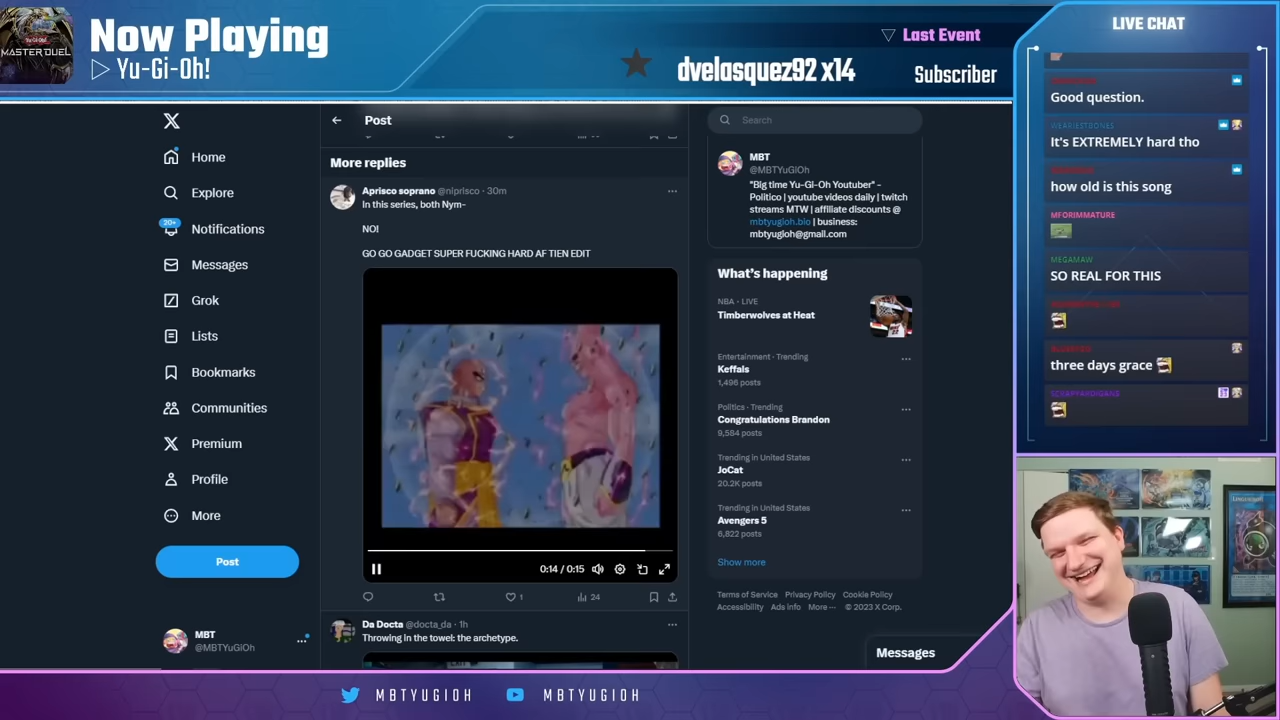 Now Playing
Yu-Gi-Oh!
Yu-Gi-Oh!
MASTER DUEL
Last Event
dvelasquez92 x14
Subscriber
LIVE CHAT
Good question.
WEARIESTBONES
It's EXTREMELY hard tho
how old is this song
MFORIMMATURE
MEGAMAW
SO REAL FOR THIS
three days grace
Home
Explore
20+
Notifications
Messages
Grok
Lists
Bookmarks
Communities
Premium
Profile
More
Post
MBT
@MBTYuGiOh
Post
More replies
Aprisco soprano @niprisco · 30m
In this series, both Nym-
NO!
GO GO GADGET SUPER FUCKING HARD AF TIEN EDIT
0:14 / 0:15
1
24
Da Docta @docta_da · 1h
Throwing in the towel: the archetype.
Search
MBT
@MBTYuGiOh
"Big time Yu-Gi-Oh Youtuber" -
Politico | youtube videos daily | twitch
streams MTW | affiliate discounts @
mbtyugioh.bio | business:
mbtyugioh@gmail.com
What's happening
NBA · LIVE
Timberwolves at Heat
Entertainment · Trending
Keffals
1,496 posts
Politics · Trending
Congratulations Brandon
9,584 posts
Trending in United States
JoCat
20.2K posts
Trending in United States
Avengers 5
6,822 posts
Show more
Terms of Service Privacy Policy Cookie Policy
Accessibility Ads info More ··· © 2023 X Corp.
Messages
MBTYUGIOH
MBTYUGIOH